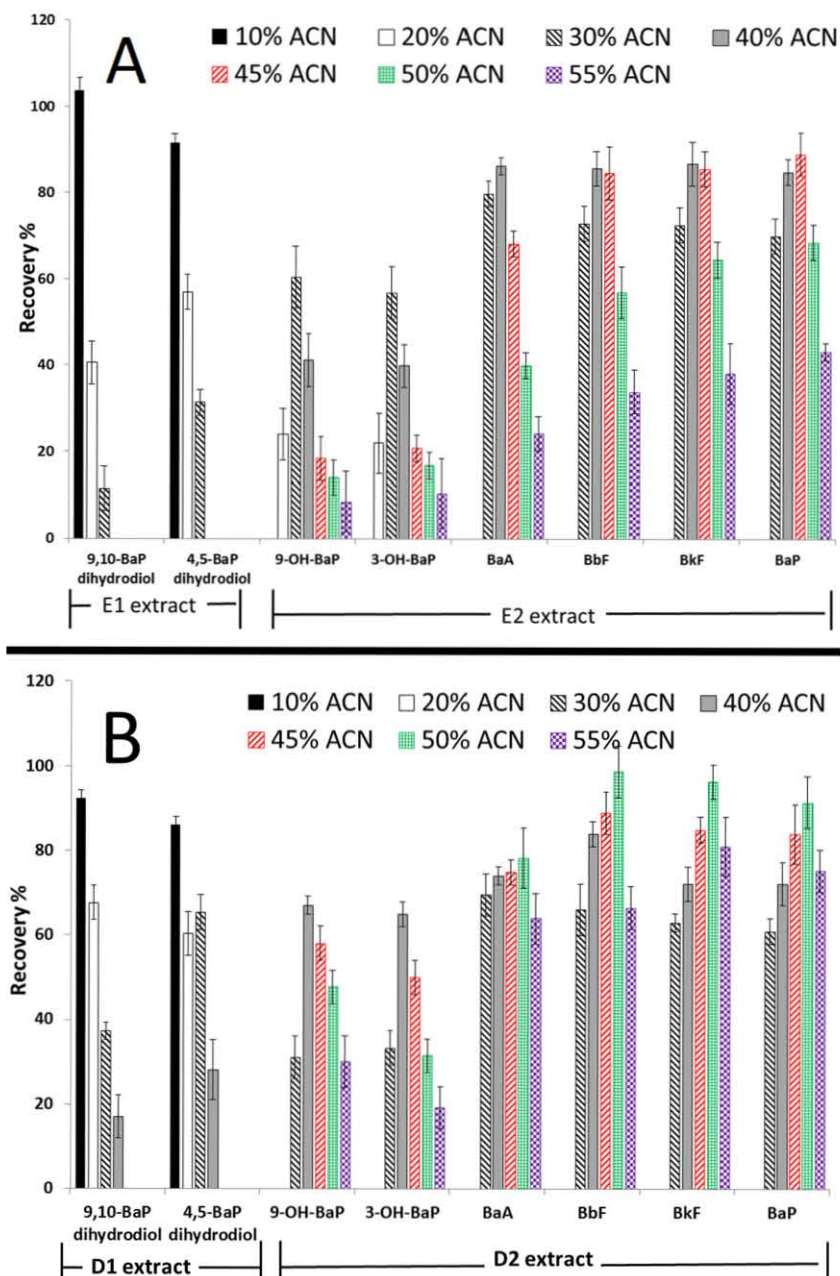 A
10% ACN 20% ACN 30% ACN 40% ACN
45% ACN 50% ACN 55% ACN
Recovery %
120
100
80
60
40
20
0
9,10-BaP dihydrodiol
4,5-BaP dihydrodiol
9-OH-BaP
3-OH-BaP
BaA
BbF
BkF
BaP
E1 extract
E2 extract
B
10% ACN 20% ACN 30% ACN 40% ACN
45% ACN 50% ACN 55% ACN
Recovery %
120
100
80
60
40
20
0
9,10-BaP dihydrodiol
4,5-BaP dihydrodiol
9-OH-BaP
3-OH-BaP
BaA
BbF
BkF
BaP
D1 extract
D2 extract